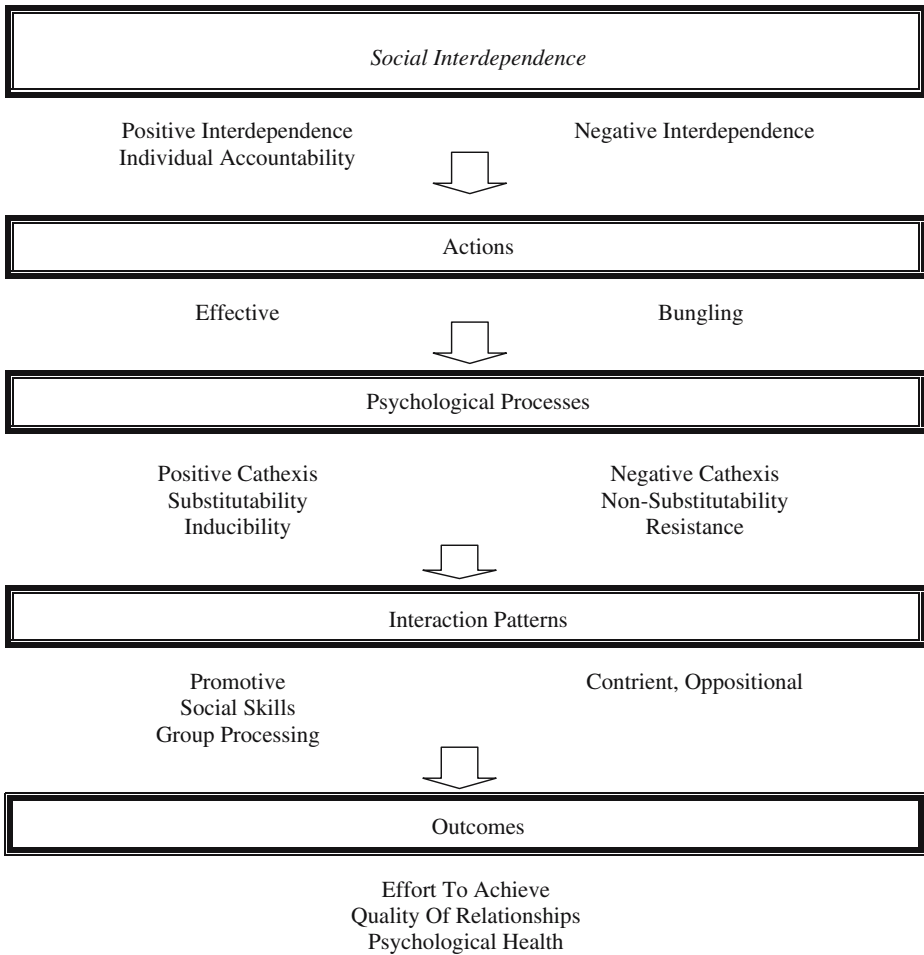 Social Interdependence
Positive Interdependence
Individual Accountability
Negative Interdependence
Actions
Effective
Bungling
Psychological Processes
Positive Cathexis
Substitutability
Inducibility
Negative Cathexis
Non-Substitutability
Resistance
Interaction Patterns
Promotive
Social Skills
Group Processing
Contrient, Oppositional
Outcomes
Effort To Achieve
Quality Of Relationships
Psychological Health